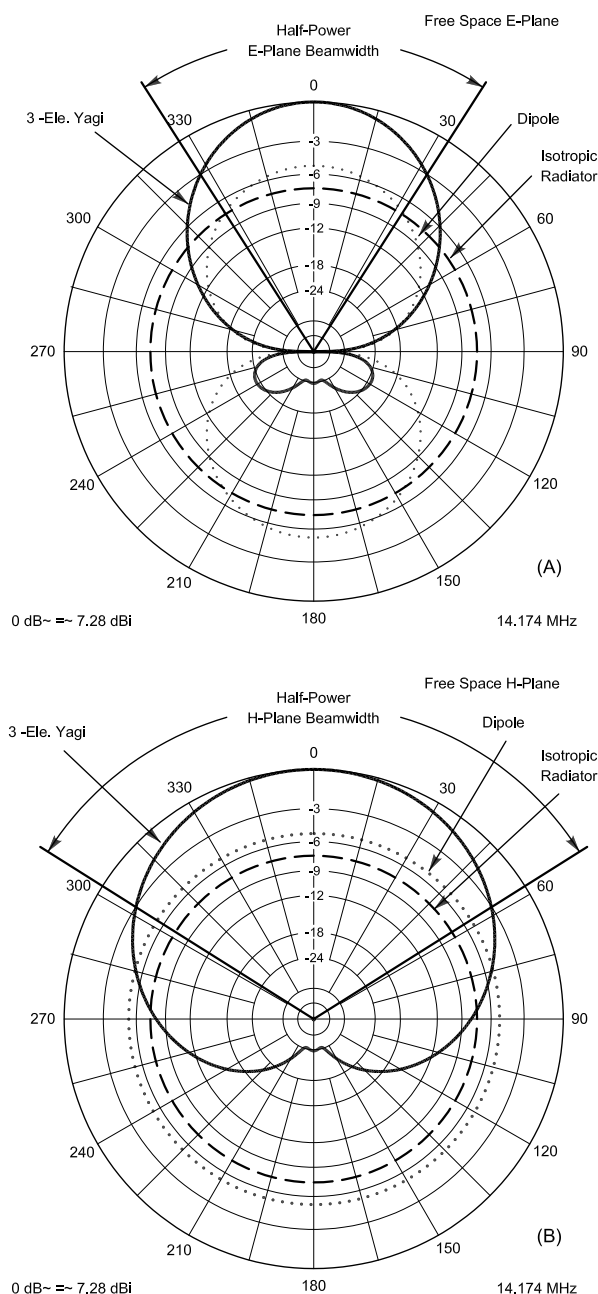 Free Space E-Plane
Half-Power
E-Plane Beamwidth
0
3 -Ele. Yagi
330
30
Dipole
Isotropic
Radiator
-3
-6
-9
-12
-18
-24
300
60
270
90
240
120
210
150
180
(A)
0 dB~ =~ 7.28 dBi
14.174 MHz
Free Space H-Plane
Half-Power
H-Plane Beamwidth
0
3 -Ele. Yagi
330
30
Dipole
Isotropic
Radiator
-3
-6
-9
-12
-18
-24
300
60
270
90
240
120
210
150
180
(B)
0 dB~ =~ 7.28 dBi
14.174 MHz